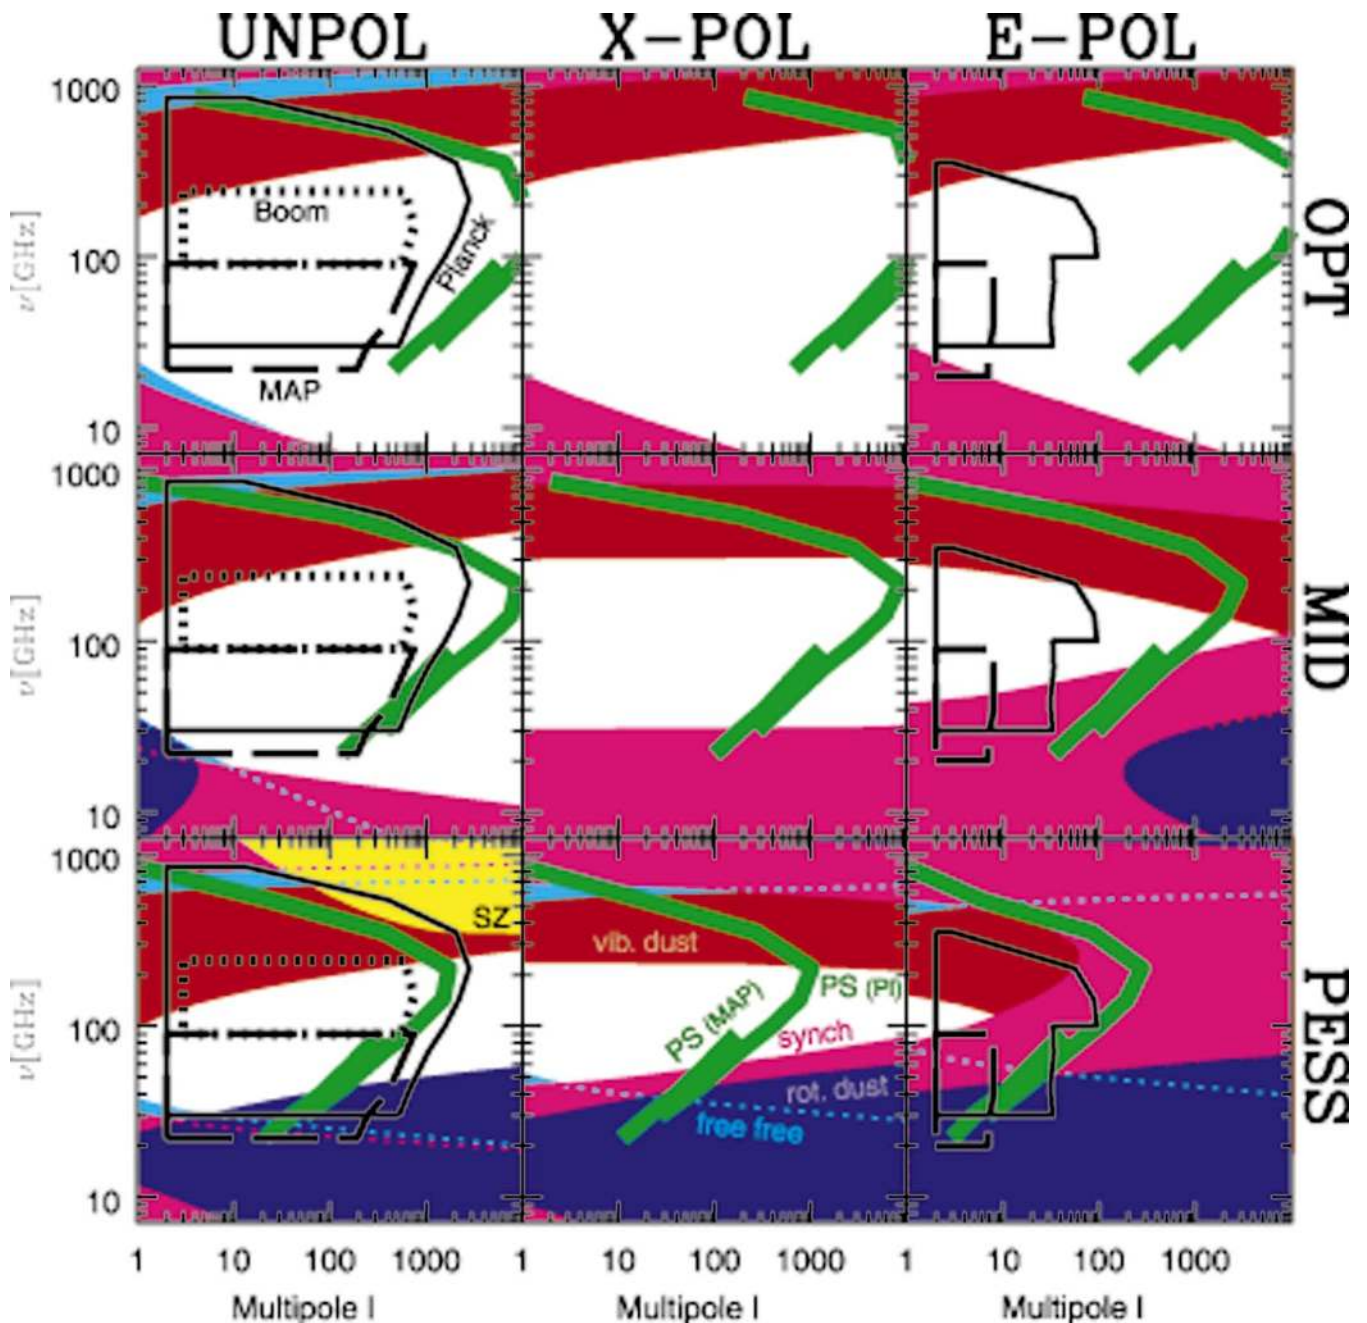 UNPOL X-POL E-POL
1000
100
10
ν[GHz]
Boom
Planck
MAP
OPT
1000
100
10
ν[GHz]
MID
1000
100
10
ν[GHz]
SZ
vib. dust
PS (MAP)
PS (Pl)
synch
rot. dust
free free
PESS
1 10 100 1000 1 10 100 1000 1 10 100 1000
Multipole l Multipole l Multipole l